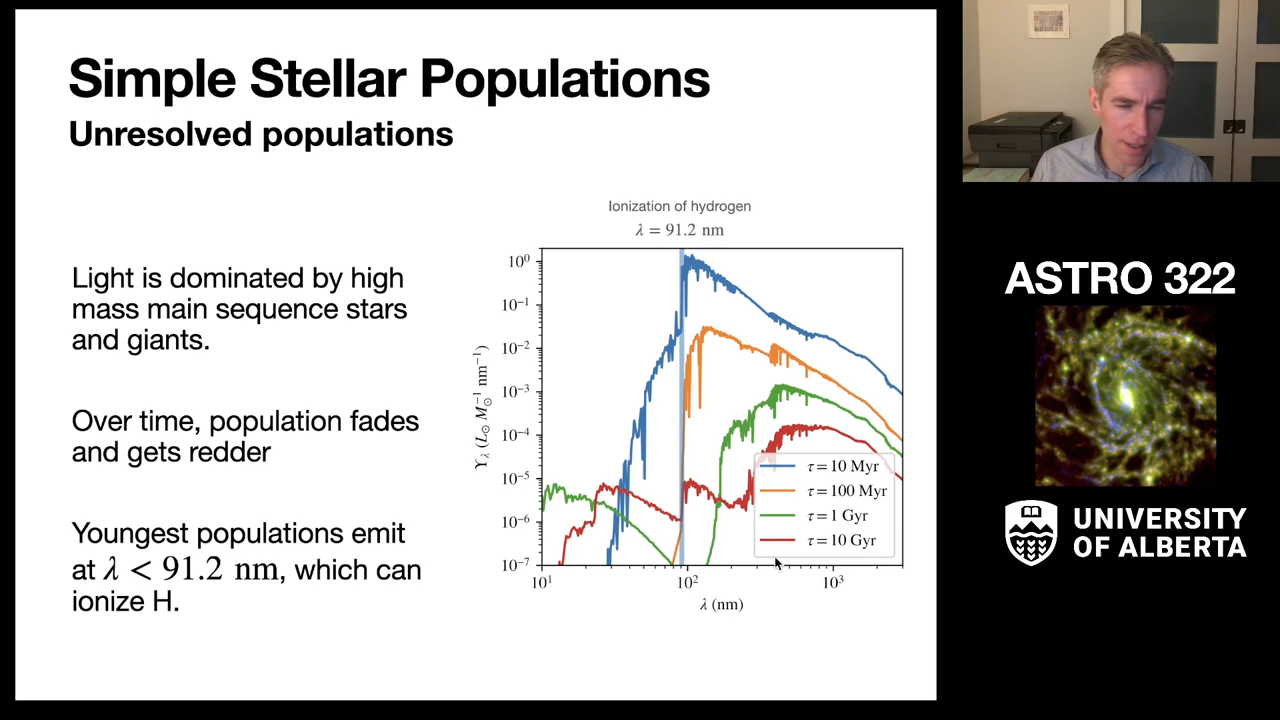 Simple Stellar Populations
Unresolved populations
Light is dominated by high
mass main sequence stars
and giants.
Over time, population fades
and gets redder
Youngest populations emit
at λ < 91.2 nm, which can
ionize H.
Ionization of hydrogen
λ = 91.2 nm
10⁰
10⁻¹
10⁻²
10⁻³
10⁻⁴
10⁻⁵
10⁻⁶
10⁻⁷
ϒλ (L⊙ M⊙⁻¹ nm⁻¹)
τ = 10 Myr
τ = 100 Myr
τ = 1 Gyr
τ = 10 Gyr
10¹ 10² 10³
λ (nm)
ASTRO 322
UNIVERSITY
OF ALBERTA